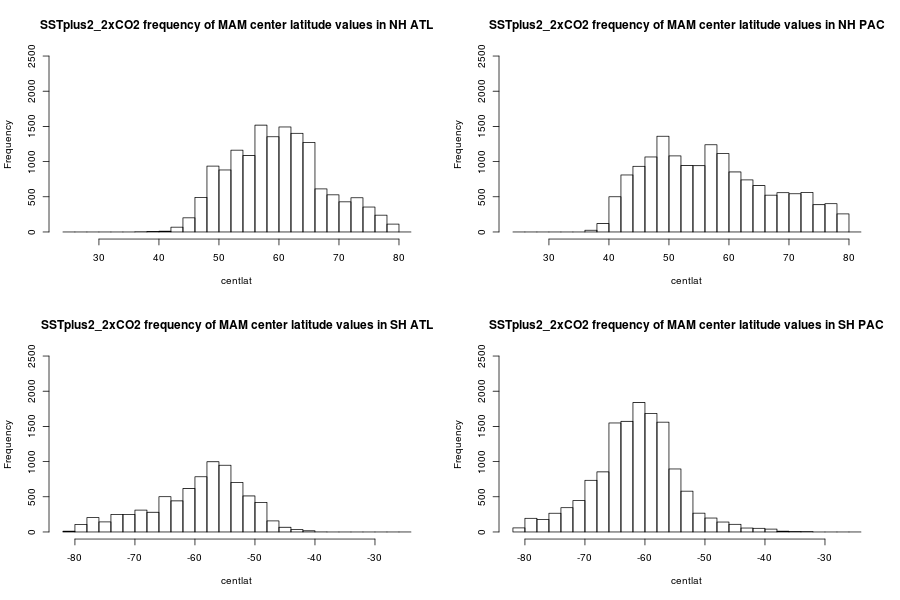 SSTplus2_2xCO2 frequency of MAM center latitude values in NH ATL
Frequency
2500
2000
1500
1000
500
0
30 40 50 60 70 80
centlat
SSTplus2_2xCO2 frequency of MAM center latitude values in NH PAC
Frequency
2500
2000
1500
1000
500
0
30 40 50 60 70 80
centlat
SSTplus2_2xCO2 frequency of MAM center latitude values in SH ATL
Frequency
2500
2000
1500
1000
500
0
-80 -70 -60 -50 -40 -30
centlat
SSTplus2_2xCO2 frequency of MAM center latitude values in SH PAC
Frequency
2500
2000
1500
1000
500
0
-80 -70 -60 -50 -40 -30
centlat